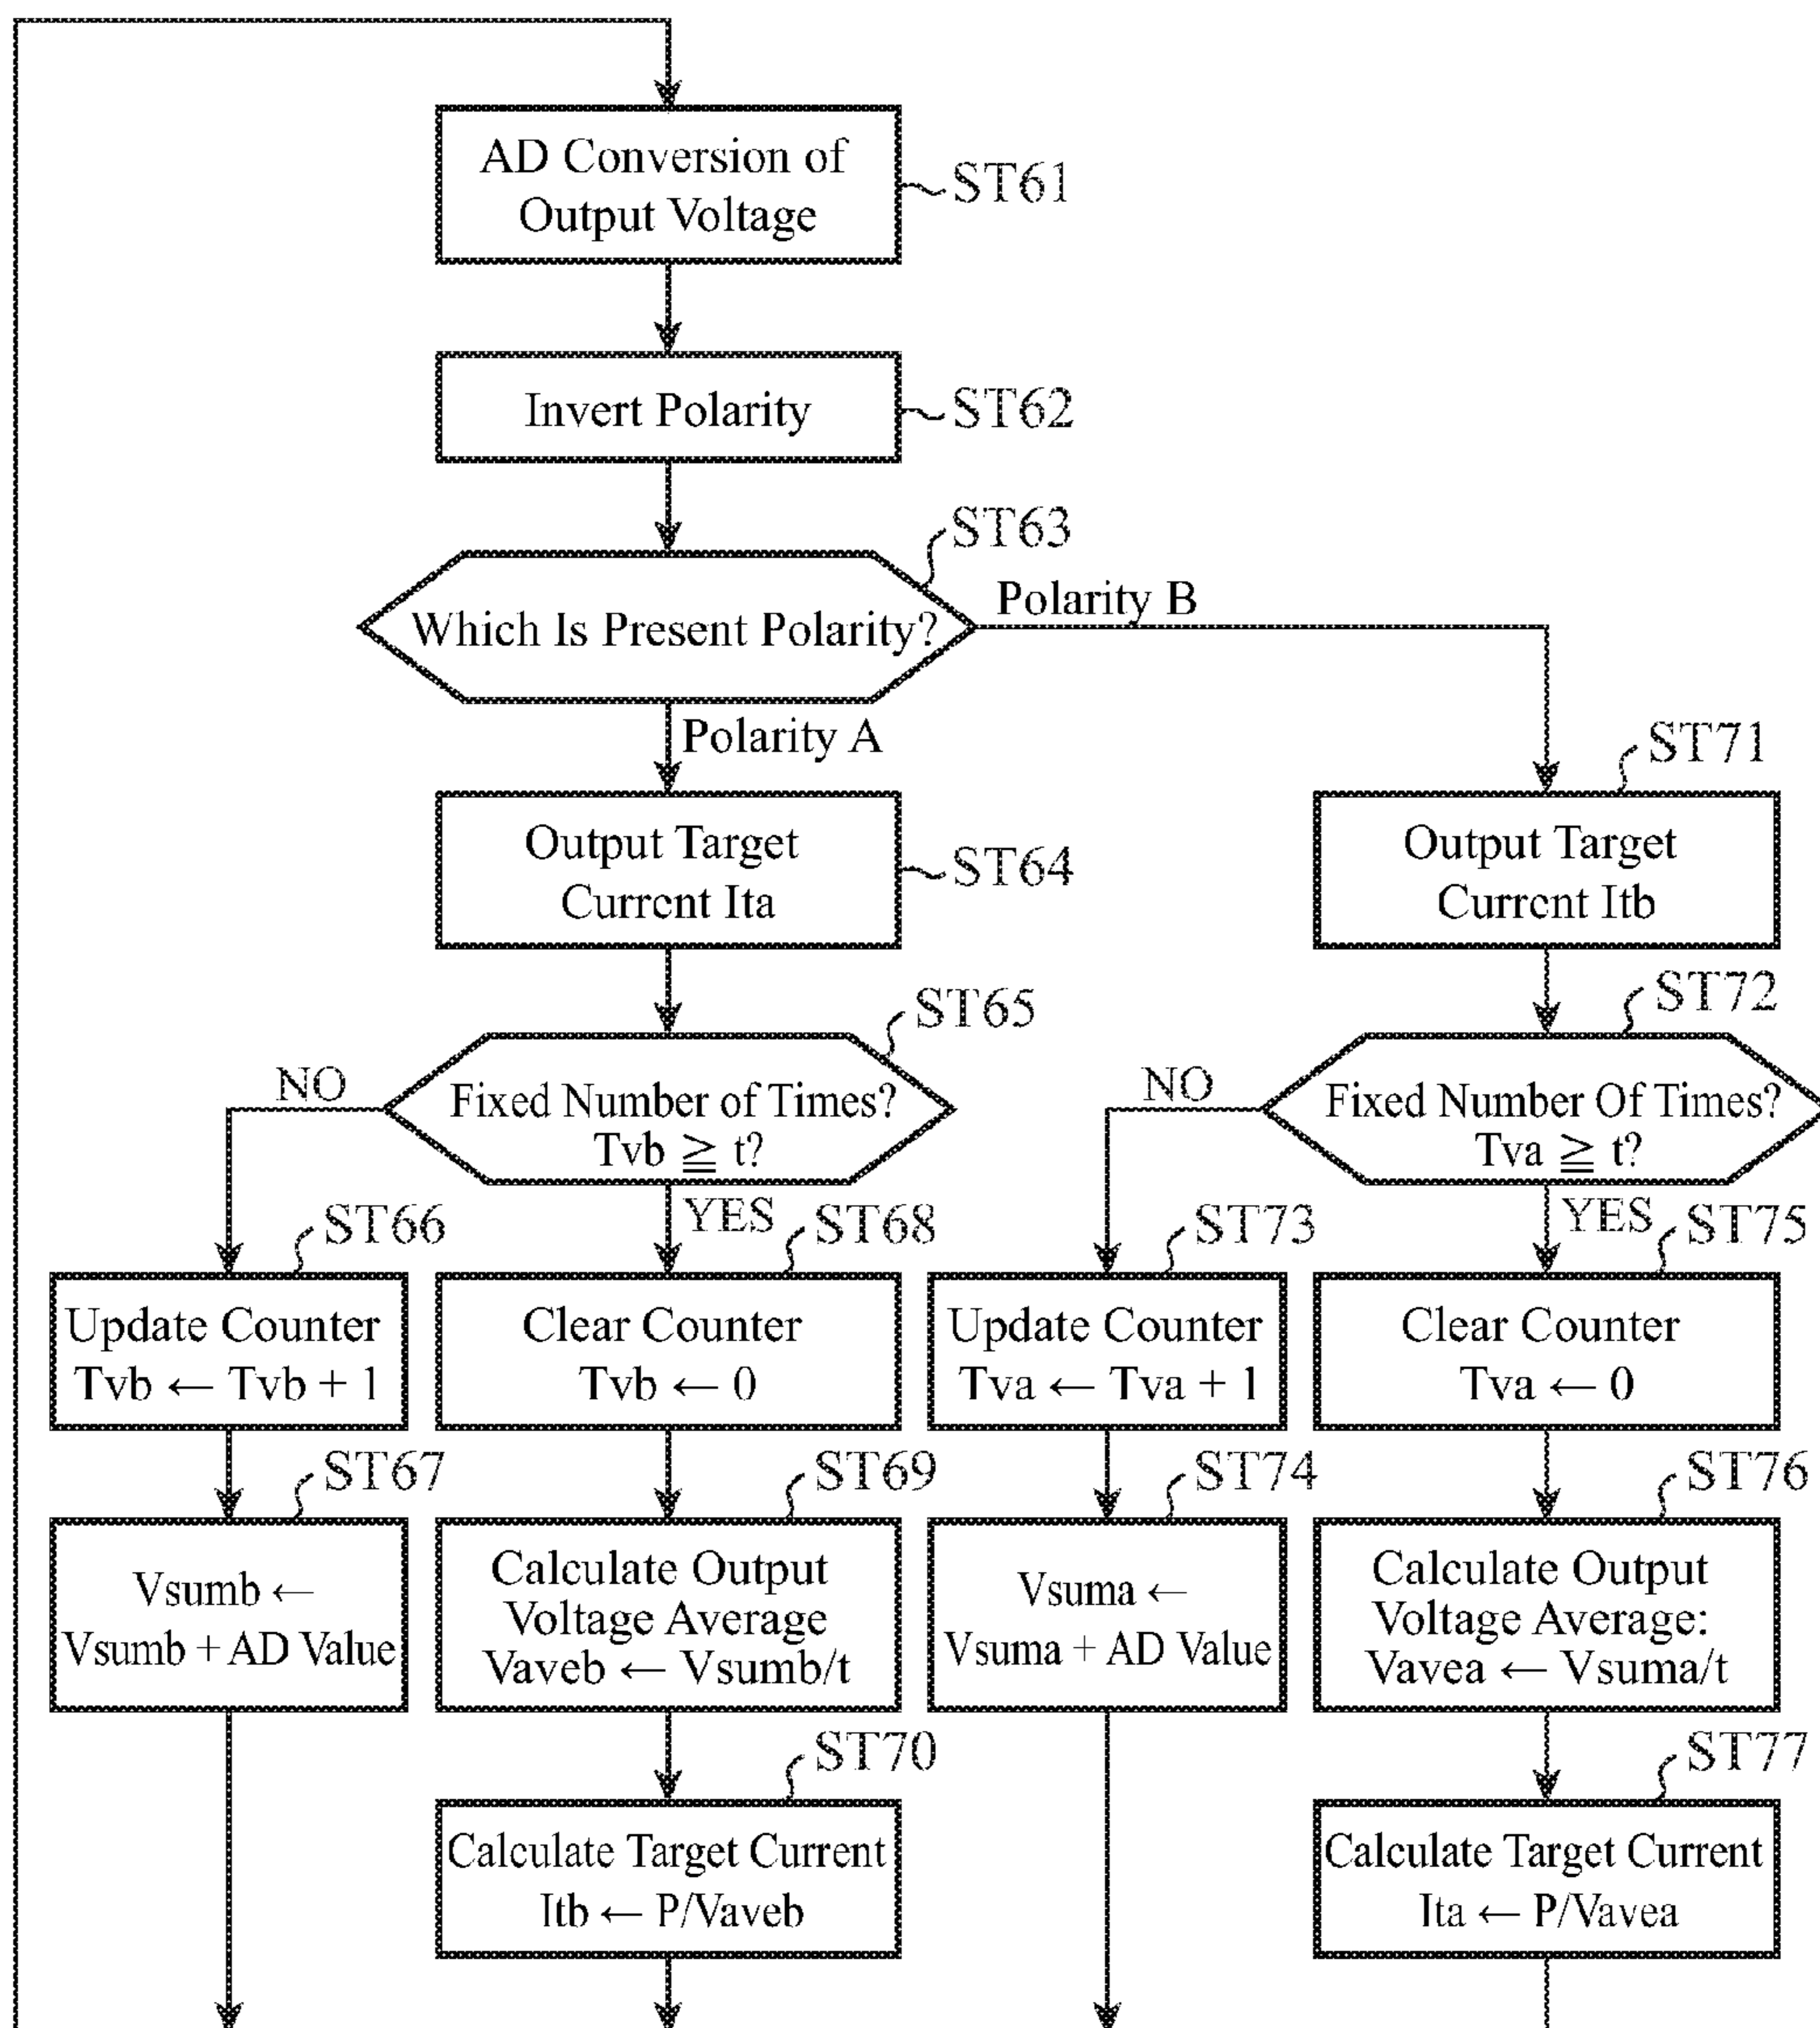 AD Conversion of
Output Voltage
ST61
Invert Polarity
ST62
ST63
Which Is Present Polarity?
Polarity B
Polarity A
ST71
Output Target
Current Ita
ST64
Output Target
Current Itb
ST65
ST72
NO
Fixed Number of Times?
Tvb ≧ t?
NO
Fixed Number Of Times?
Tva ≧ t?
ST66
YES
ST68
ST73
YES
ST75
Update Counter
Tvb ← Tvb + 1
Clear Counter
Tvb ← 0
Update Counter
Tva ← Tva + 1
Clear Counter
Tva ← 0
ST67
ST69
ST74
ST76
Vsumb ←
Vsumb + AD Value
Calculate Output
Voltage Average
Vaveb ← Vsumb/t
Vsuma ←
Vsuma + AD Value
Calculate Output
Voltage Average:
Vavea ← Vsuma/t
ST70
ST77
Calculate Target Current
Itb ← P/Vaveb
Calculate Target Current
Ita ← P/Vavea